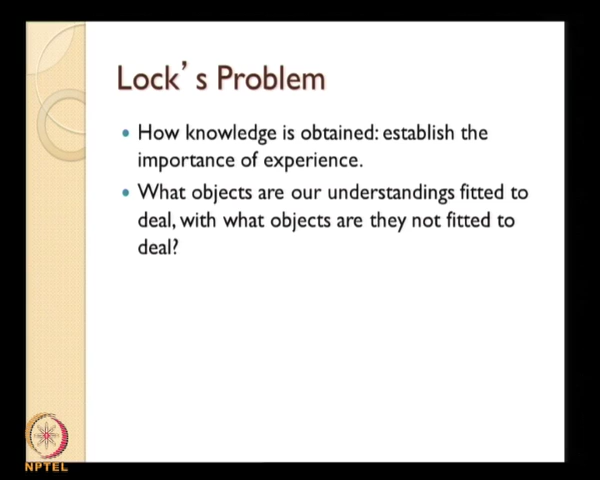 Lock's Problem
How knowledge is obtained: establish the
importance of experience.
What objects are our understandings fitted to
deal, with what objects are they not fitted to
deal?
NPTEL